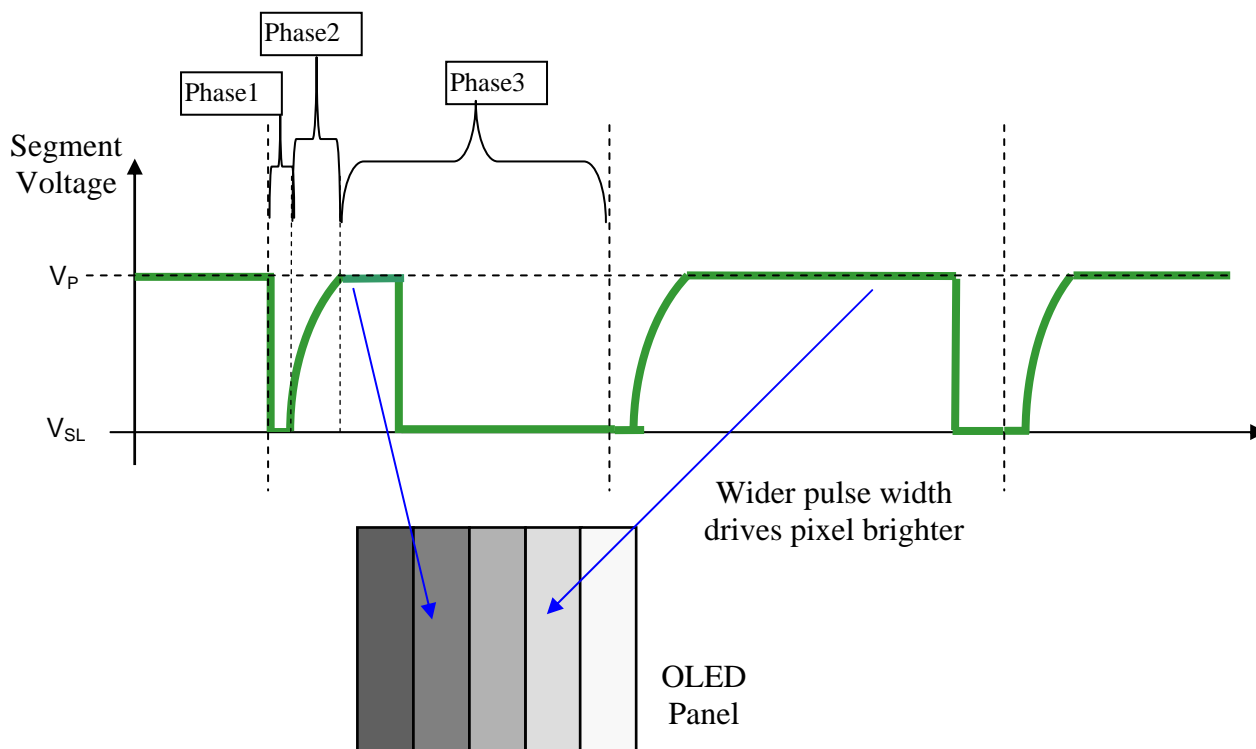 Phase2
Phase1
Phase3
Segment
Voltage
VP
VSL
Wider pulse width
drives pixel brighter
OLED
Panel